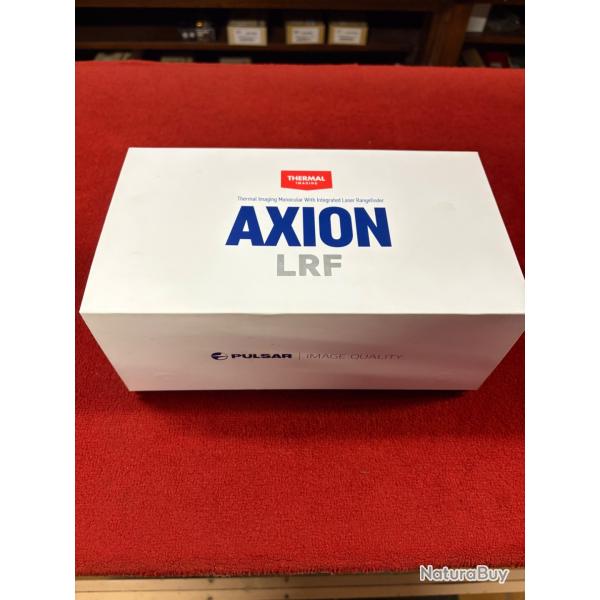 THERMAL
IMAGING
Thermal Imaging Monocular With Integrated Laser Rangefinder
AXION
LRF
PULSAR | IMAGE QUALITY
NaturaBuy